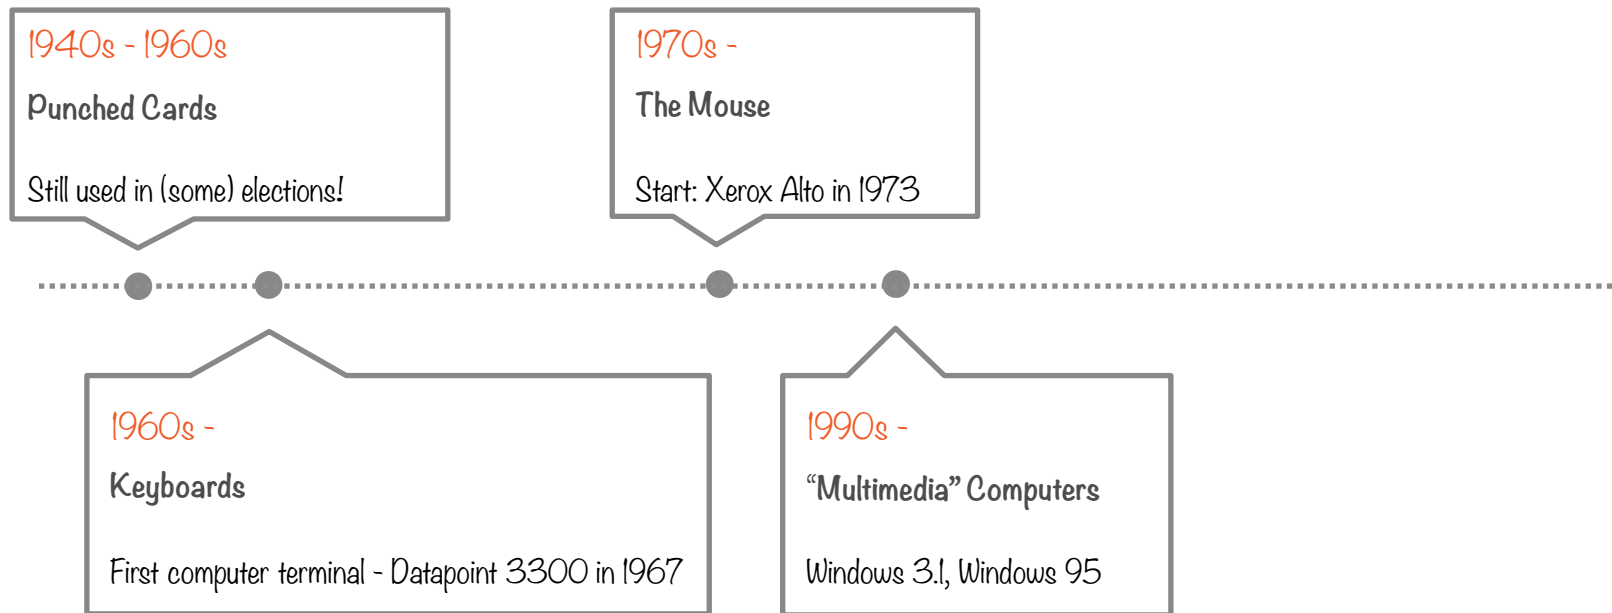 1940s - 1960s
Punched Cards
Still used in (some) elections!
1970s -
The Mouse
Start: Xerox Alto in 1973
1960s -
Keyboards
First computer terminal - Datapoint 3300 in 1967
1990s -
“Multimedia” Computers
Windows 3.1, Windows 95